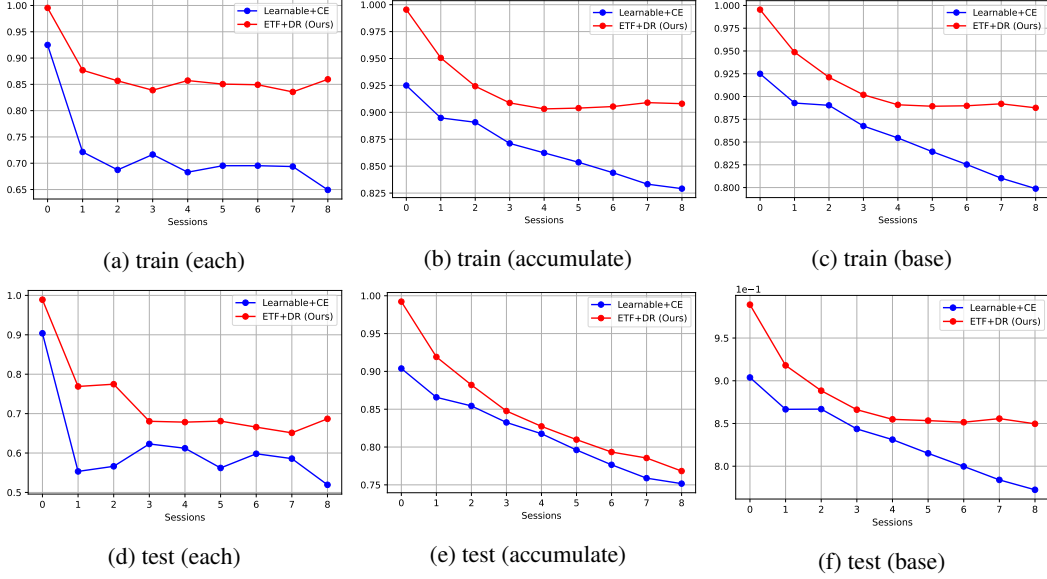 1.00
0.95
0.90
0.85
0.80
0.75
0.70
0.65
0 1 2 3 4 5 6 7 8
Sessions
Learnable+CE
ETF+DR (Ours)
(a) train (each)
1.000
0.975
0.950
0.925
0.900
0.875
0.850
0.825
0 1 2 3 4 5 6 7 8
Sessions
Learnable+CE
ETF+DR (Ours)
(b) train (accumulate)
1.000
0.975
0.950
0.925
0.900
0.875
0.850
0.825
0.800
0 1 2 3 4 5 6 7 8
Sessions
Learnable+CE
ETF+DR (Ours)
(c) train (base)
1.0
0.9
0.8
0.7
0.6
0.5
0 1 2 3 4 5 6 7 8
Sessions
Learnable+CE
ETF+DR (Ours)
(d) test (each)
1.00
0.95
0.90
0.85
0.80
0.75
0 1 2 3 4 5 6 7 8
Sessions
Learnable+CE
ETF+DR (Ours)
(e) test (accumulate)
1e−1
9.5
9.0
8.5
8.0
0 1 2 3 4 5 6 7 8
Sessions
Learnable+CE
ETF+DR (Ours)
(f) test (base)